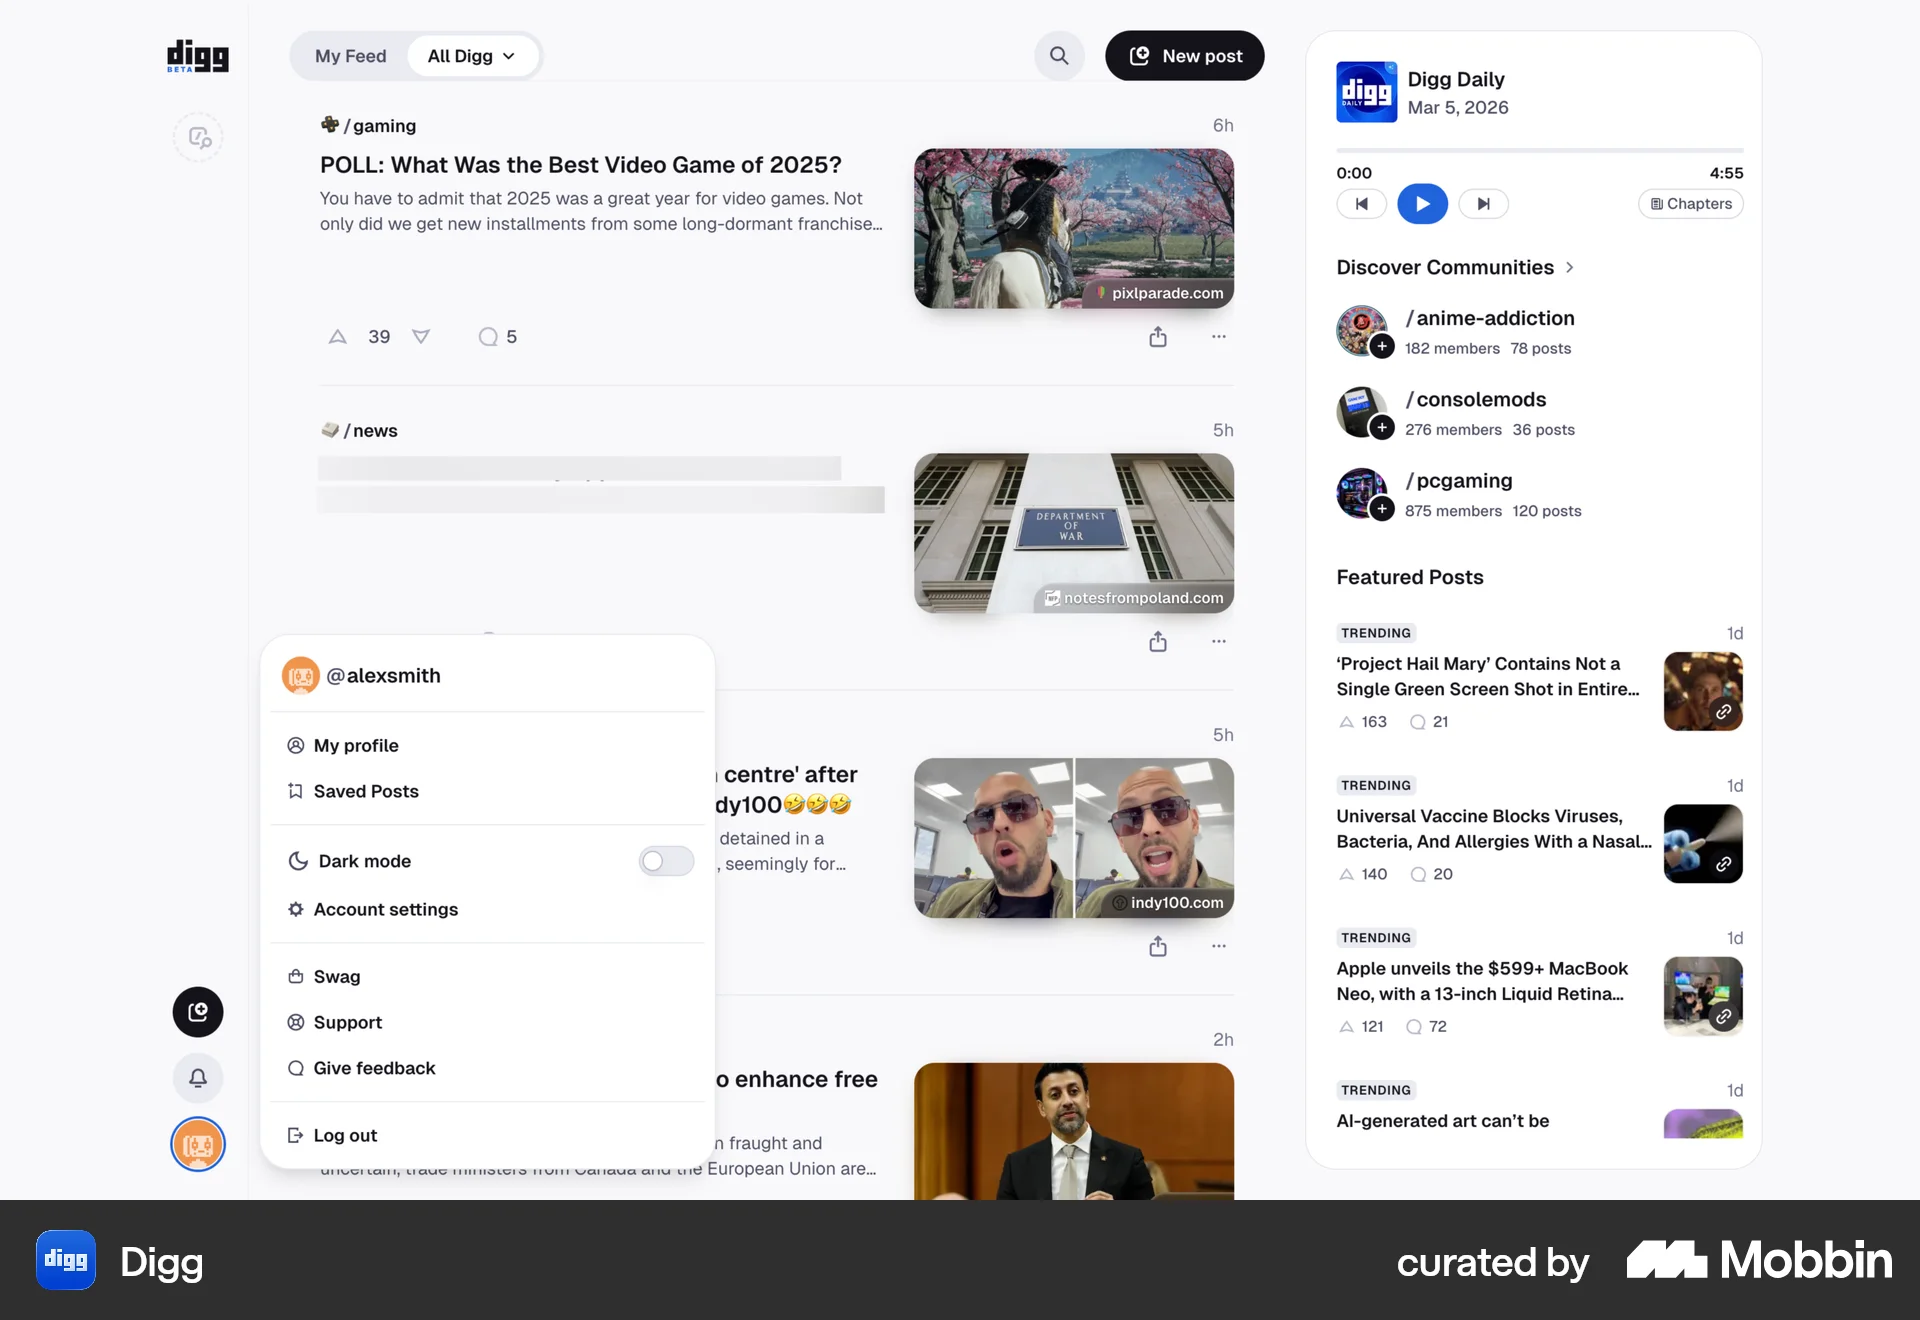 digg
BETA
My Feed
All Digg
New post
/gaming
6h
POLL: What Was the Best Video Game of 2025?
You have to admit that 2025 was a great year for video games. Not
only did we get new installments from some long-dormant franchise...
pixlparade.com
39
5
/news
5h
DEPARTMENT
OF
WAR
notesfrompoland.com
5h
centre' after
dy100🤣🤣🤣
detained in a
, seemingly for...
indy100.com
2h
o enhance free
n fraught and
uncertain, trade ministers from Canada and the European Union are...
@alexsmith
My profile
Saved Posts
Dark mode
Account settings
Swag
Support
Give feedback
Log out
digg
DAILY
Digg Daily
Mar 5, 2026
0:00
4:55
Chapters
Discover Communities
/anime-addiction
182 members 78 posts
/consolemods
276 members 36 posts
/pcgaming
875 members 120 posts
Featured Posts
TRENDING
1d
‘Project Hail Mary’ Contains Not a
Single Green Screen Shot in Entire...
163
21
TRENDING
1d
Universal Vaccine Blocks Viruses,
Bacteria, And Allergies With a Nasal...
140
20
TRENDING
1d
Apple unveils the $599+ MacBook
Neo, with a 13-inch Liquid Retina...
121
72
TRENDING
1d
AI-generated art can’t be
digg
Digg
curated by
Mobbin